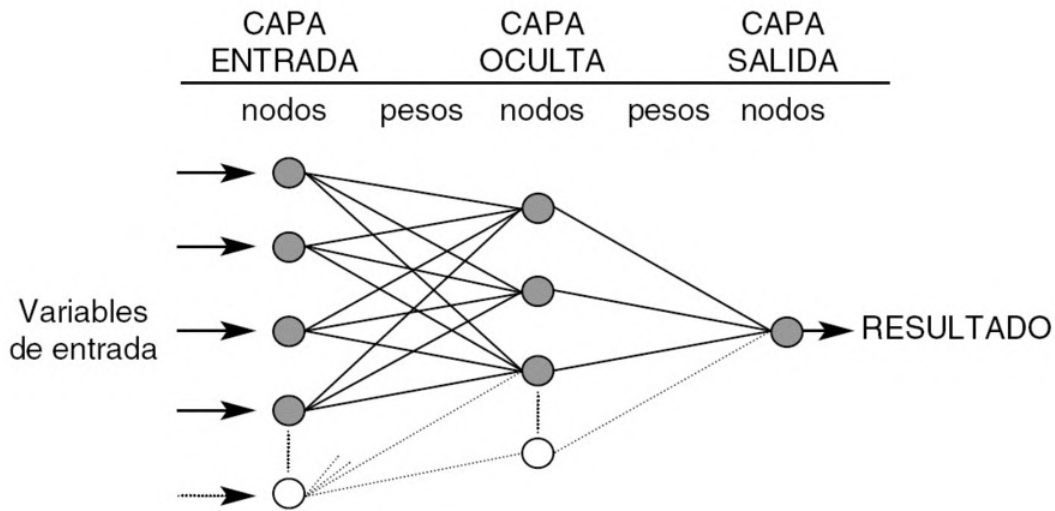 CAPA
ENTRADA
CAPA
OCULTA
CAPA
SALIDA
nodos pesos nodos pesos nodos
Variables
de entrada
RESULTADO